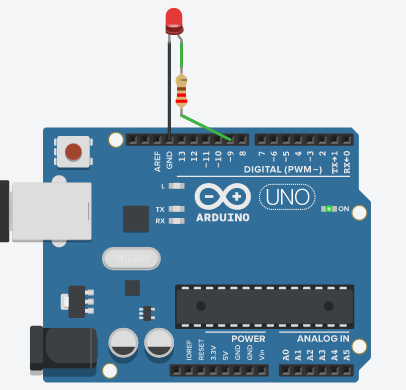 AREF
GND
13
12
~11
~10
~9
8
7
~6
~5
4
~3
2
TX→1
RX←0
DIGITAL (PWM~)
L
TX
RX
ARDUINO
UNO
ON
POWER
ANALOG IN
IOREF
RESET
3.3V
5V
GND
GND
Vin
A0
A1
A2
A3
A4
A5